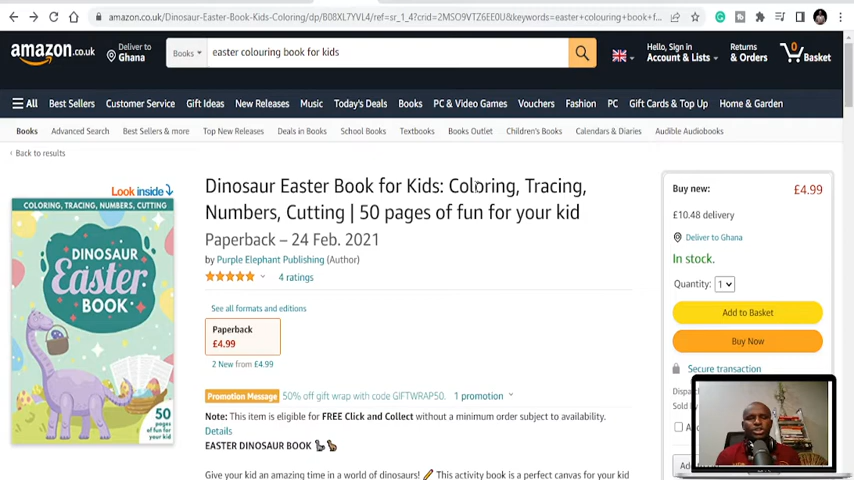 amazon.co.uk/Dinosaur-Easter-Book-Kids-Coloring/dp/B08XL7YVL4/ref=sr_1_4?crid=2MSO9VTZ6EE0U&keywords=easter+colouring+book+f...
amazon.co.uk
Deliver to
Ghana
Books
easter colouring book for kids
Hello, Sign in
Account & Lists
Returns
& Orders
0
Basket
All
Best Sellers
Customer Service
Gift Ideas
New Releases
Music
Today's Deals
Books
PC & Video Games
Vouchers
Fashion
PC
Gift Cards & Top Up
Home & Garden
Books
Advanced Search
Best Sellers & more
Top New Releases
Deals in Books
School Books
Textbooks
Books Outlet
Children's Books
Calendars & Diaries
Audible Audiobooks
‹ Back to results
Look inside
COLORING, TRACING, NUMBERS, CUTTING
DINOSAUR
Easter
BOOK
50
pages
of fun for
your kid
Dinosaur Easter Book for Kids: Coloring, Tracing,
Numbers, Cutting | 50 pages of fun for your kid
Paperback – 24 Feb. 2021
by Purple Elephant Publishing (Author)
4 ratings
See all formats and editions
Paperback
£4.99
2 New from £4.99
Promotion Message 50% off gift wrap with code GIFTWRAP50. 1 promotion
Note: This item is eligible for FREE Click and Collect without a minimum order subject to availability.
Details
EASTER DINOSAUR BOOK
Give your kid an amazing time in a world of dinosaurs! This activity book is a perfect canvas for your kid
Buy new:
£4.99
£10.48 delivery
Deliver to Ghana
In stock.
Quantity: 1
Add to Basket
Buy Now
Secure transaction
Dispatc
Sold by